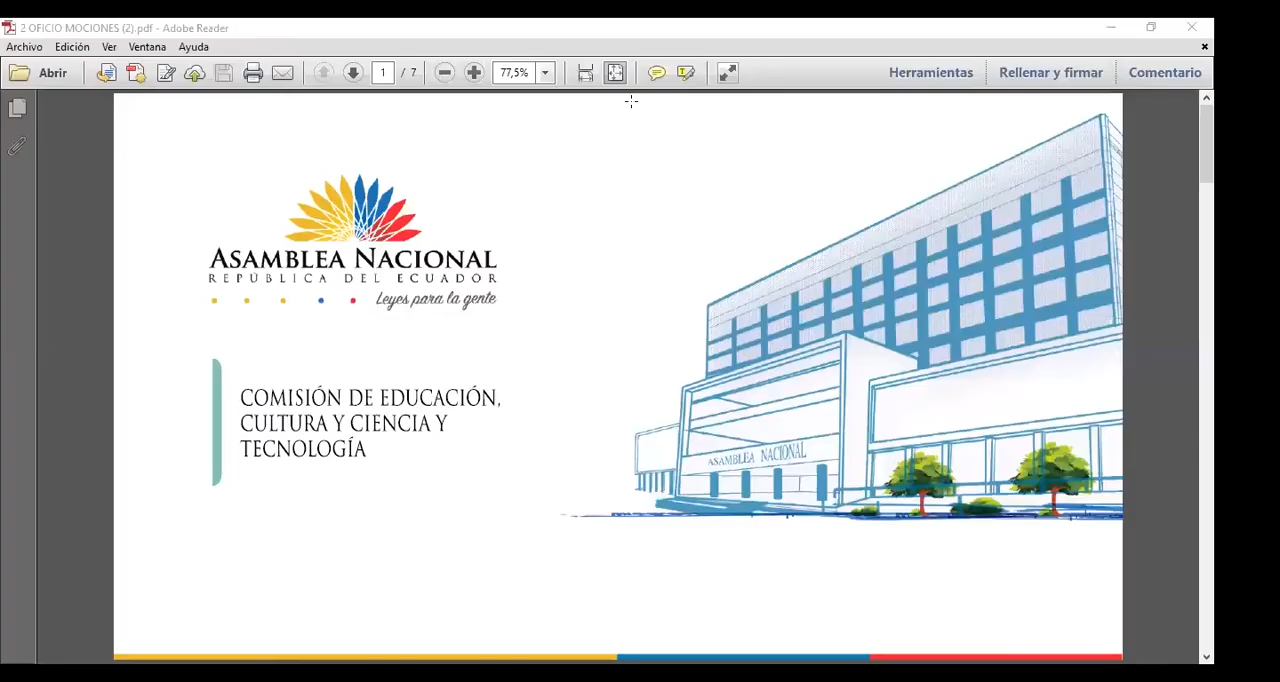 2 OFICIO MOCIONES (2).pdf - Adobe Reader
Archivo Edición Ver Ventana Ayuda
Abrir 1 / 7 77,5% Herramientas Rellenar y firmar Comentario
ASAMBLEA NACIONAL
REPÚBLICA DEL ECUADOR
Leyes para la gente
COMISIÓN DE EDUCACIÓN,
CULTURA Y CIENCIA Y
TECNOLOGÍA
ASAMBLEA NACIONAL